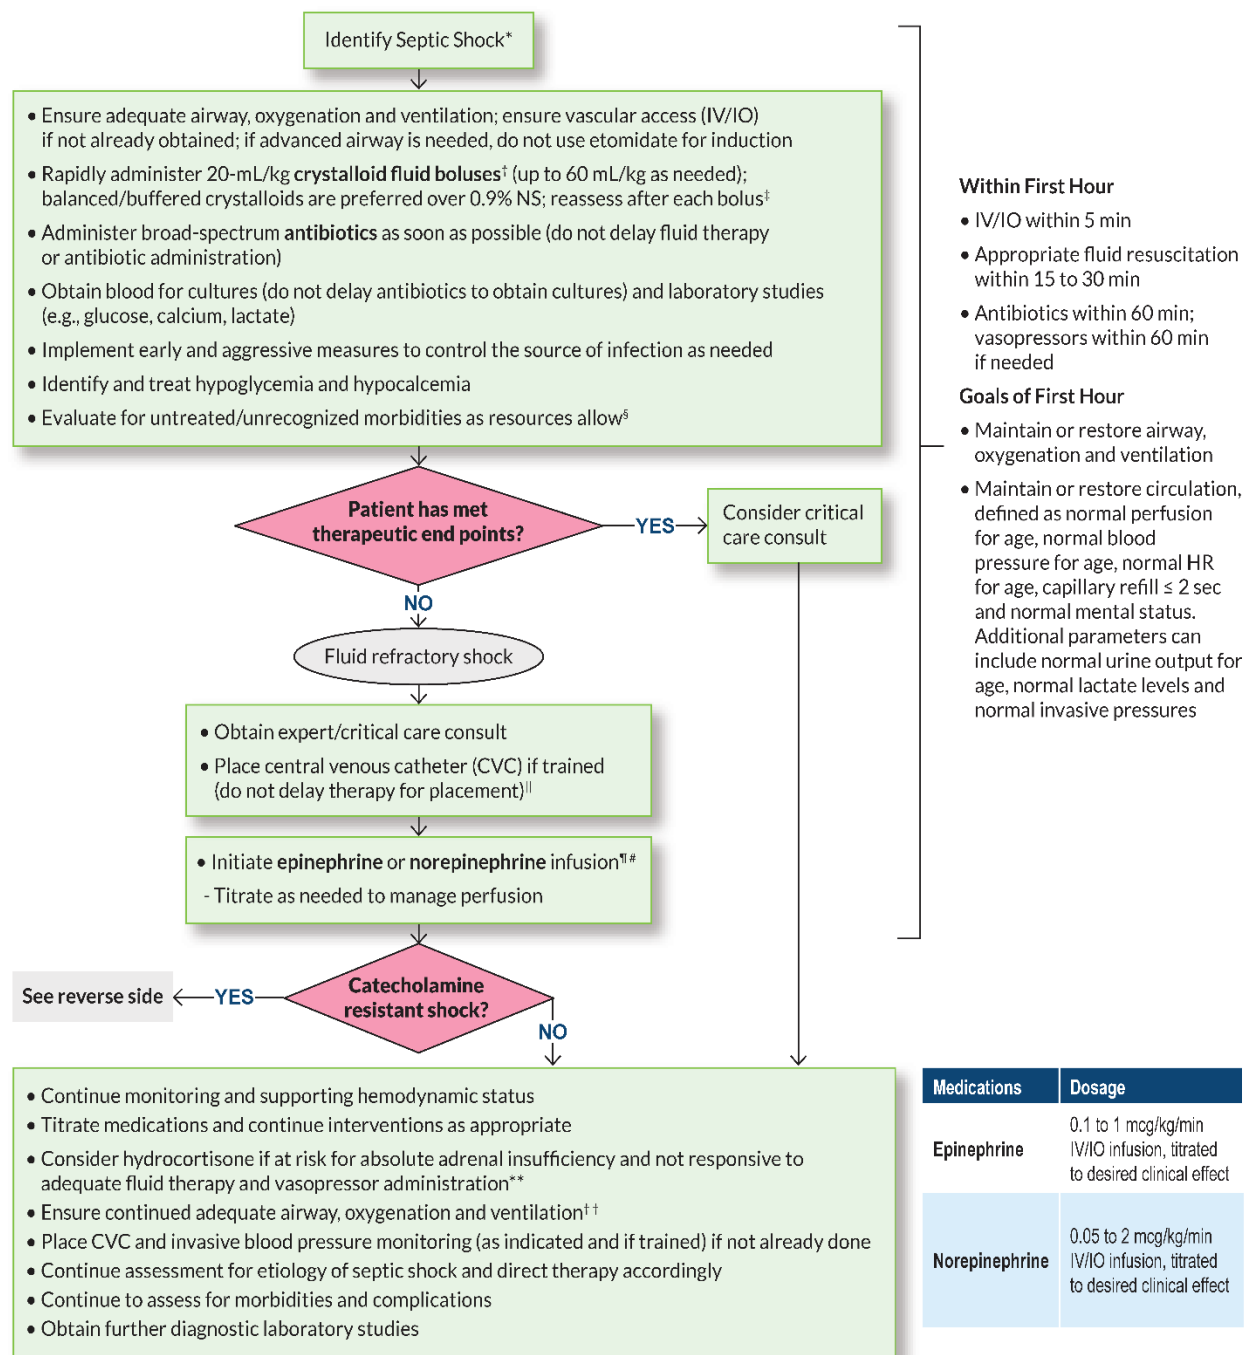 Identify Septic Shock*
• Ensure adequate airway, oxygenation and ventilation; ensure vascular access (IV/IO)
if not already obtained; if advanced airway is needed, do not use etomidate for induction
• Rapidly administer 20-mL/kg crystalloid fluid boluses† (up to 60 mL/kg as needed);
balanced/buffered crystalloids are preferred over 0.9% NS; reassess after each bolus‡
• Administer broad-spectrum antibiotics as soon as possible (do not delay fluid therapy
or antibiotic administration)
• Obtain blood for cultures (do not delay antibiotics to obtain cultures) and laboratory studies
(e.g., glucose, calcium, lactate)
• Implement early and aggressive measures to control the source of infection as needed
• Identify and treat hypoglycemia and hypocalcemia
• Evaluate for untreated/unrecognized morbidities as resources allow§
Within First Hour
• IV/IO within 5 min
• Appropriate fluid resuscitation
within 15 to 30 min
• Antibiotics within 60 min;
vasopressors within 60 min
if needed
Goals of First Hour
• Maintain or restore airway,
oxygenation and ventilation
• Maintain or restore circulation,
defined as normal perfusion
for age, normal blood
pressure for age, normal HR
for age, capillary refill ≤ 2 sec
and normal mental status.
Additional parameters can
include normal urine output for
age, normal lactate levels and
normal invasive pressures
Patient has met
therapeutic end points?
YES
Consider critical
care consult
NO
Fluid refractory shock
• Obtain expert/critical care consult
• Place central venous catheter (CVC) if trained
(do not delay therapy for placement)||
• Initiate epinephrine or norepinephrine infusion¶#
- Titrate as needed to manage perfusion
Catecholamine
resistant shock?
YES
See reverse side
NO
• Continue monitoring and supporting hemodynamic status
• Titrate medications and continue interventions as appropriate
• Consider hydrocortisone if at risk for absolute adrenal insufficiency and not responsive to
adequate fluid therapy and vasopressor administration**
• Ensure continued adequate airway, oxygenation and ventilation††
• Place CVC and invasive blood pressure monitoring (as indicated and if trained) if not already done
• Continue assessment for etiology of septic shock and direct therapy accordingly
• Continue to assess for morbidities and complications
• Obtain further diagnostic laboratory studies
Medications Dosage
Epinephrine
0.1 to 1 mcg/kg/min
IV/IO infusion, titrated
to desired clinical effect
Norepinephrine
0.05 to 2 mcg/kg/min
IV/IO infusion, titrated
to desired clinical effect